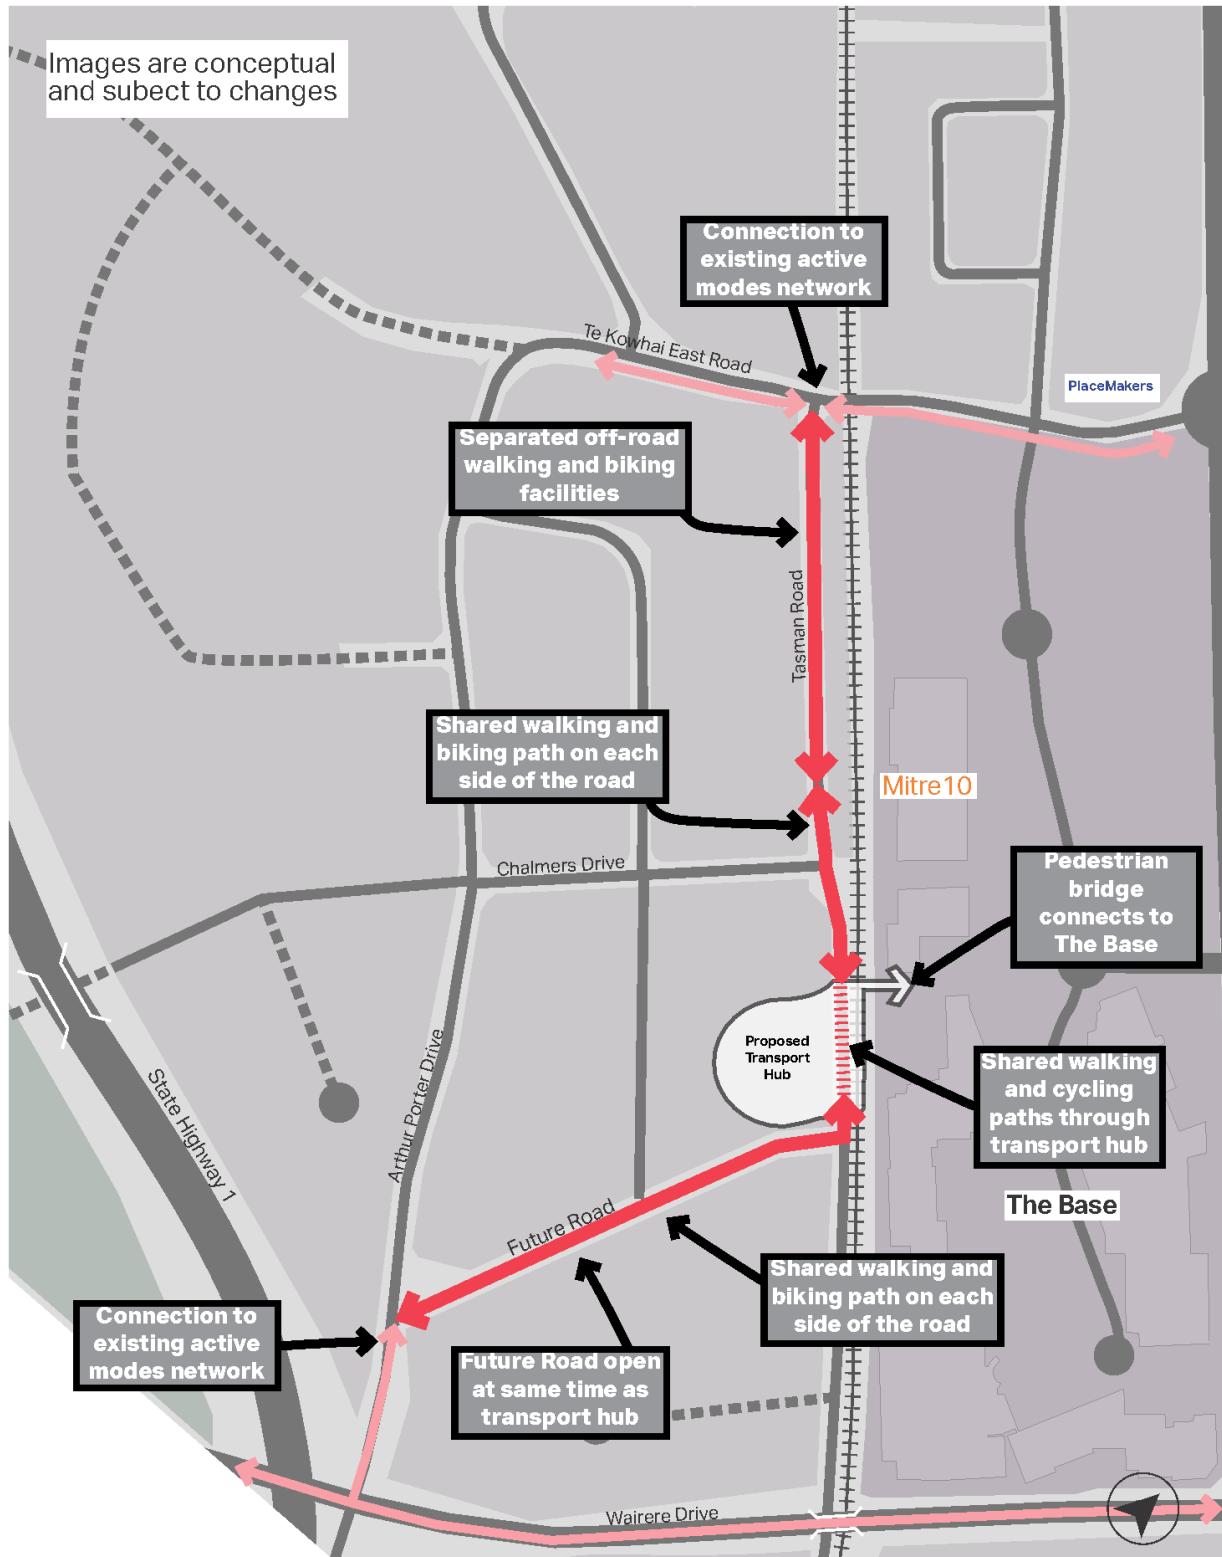 Images are conceptual
and subect to changes
Connection to
existing active
modes network
Te Kowhai East Road
PlaceMakers
Separated off-road
walking and biking
facilities
Tasman Road
Shared walking and
biking path on each
side of the road
Mitre10
Chalmers Drive
Pedestrian
bridge
connects to
The Base
Proposed
Transport
Hub
Shared walking
and cycling
paths through
transport hub
State Highway 1
Arthur Porter Drive
The Base
Future Road
Shared walking and
biking path on each
side of the road
Connection to
existing active
modes network
Future Road open
at same time as
transport hub
Wairere Drive